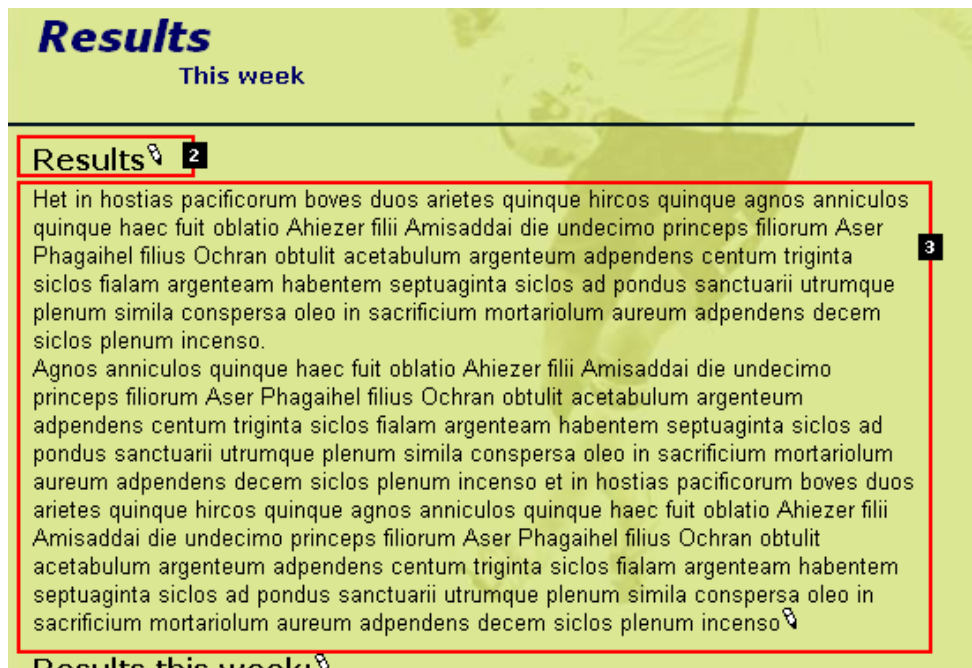 Results
This week
Results 2
Het in hostias pacificorum boves duos arietes quinque hircos quinque agnos anniculos
quinque haec fuit oblatio Ahiezer filii Amisaddai die undecimo princeps filiorum Aser
3
Phagaihel filius Ochran obtulit acetabulum argenteum adpendens centum triginta
siclos fialam argenteam habentem septuaginta siclos ad pondus sanctuarii utrumque
plenum simila conspersa oleo in sacrificium mortariolum aureum adpendens decem
siclos plenum incenso.
Agnos anniculos quinque haec fuit oblatio Ahiezer filii Amisaddai die undecimo
princeps filiorum Aser Phagaihel filius Ochran obtulit acetabulum argenteum
adpendens centum triginta siclos fialam argenteam habentem septuaginta siclos ad
pondus sanctuarii utrumque plenum simila conspersa oleo in sacrificium mortariolum
aureum adpendens decem siclos plenum incenso et in hostias pacificorum boves duos
arietes quinque hircos quinque agnos anniculos quinque haec fuit oblatio Ahiezer filii
Amisaddai die undecimo princeps filiorum Aser Phagaihel filius Ochran obtulit
acetabulum argenteum adpendens centum triginta siclos fialam argenteam habentem
septuaginta siclos ad pondus sanctuarii utrumque plenum simila conspersa oleo in
sacrificium mortariolum aureum adpendens decem siclos plenum incenso
Results this week: